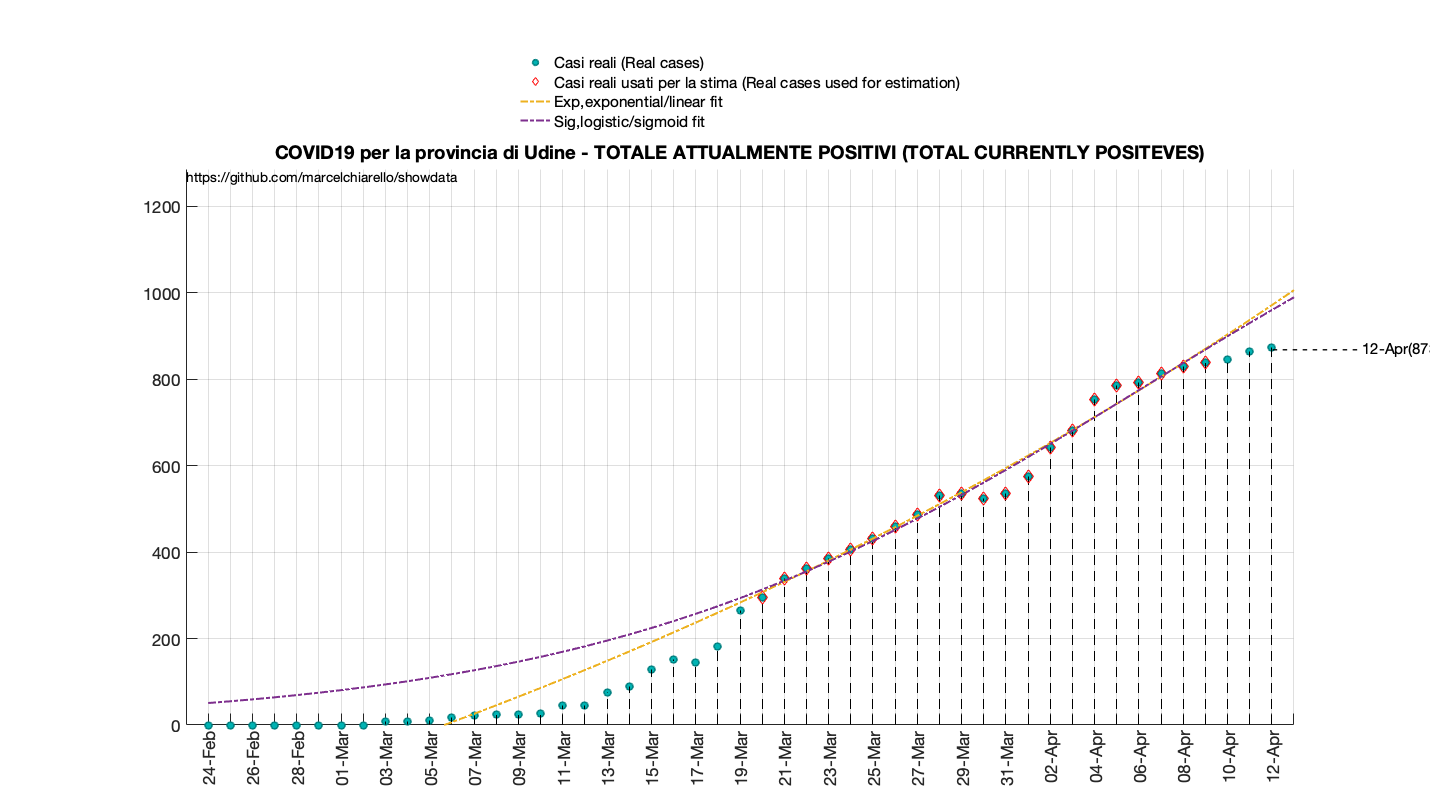 Casi reali (Real cases)
Casi reali usati per la stima (Real cases used for estimation)
Exp,exponential/linear fit
Sig,logistic/sigmoid fit
COVID19 per la provincia di Udine - TOTALE ATTUALMENTE POSITIVI (TOTAL CURRENTLY POSITEVES)
https://github.com/marcelchiarello/showdata
1200
1000
800
600
400
200
0
12-Apr(873
24-Feb
26-Feb
28-Feb
01-Mar
03-Mar
05-Mar
07-Mar
09-Mar
11-Mar
13-Mar
15-Mar
17-Mar
19-Mar
21-Mar
23-Mar
25-Mar
27-Mar
29-Mar
31-Mar
02-Apr
04-Apr
06-Apr
08-Apr
10-Apr
12-Apr